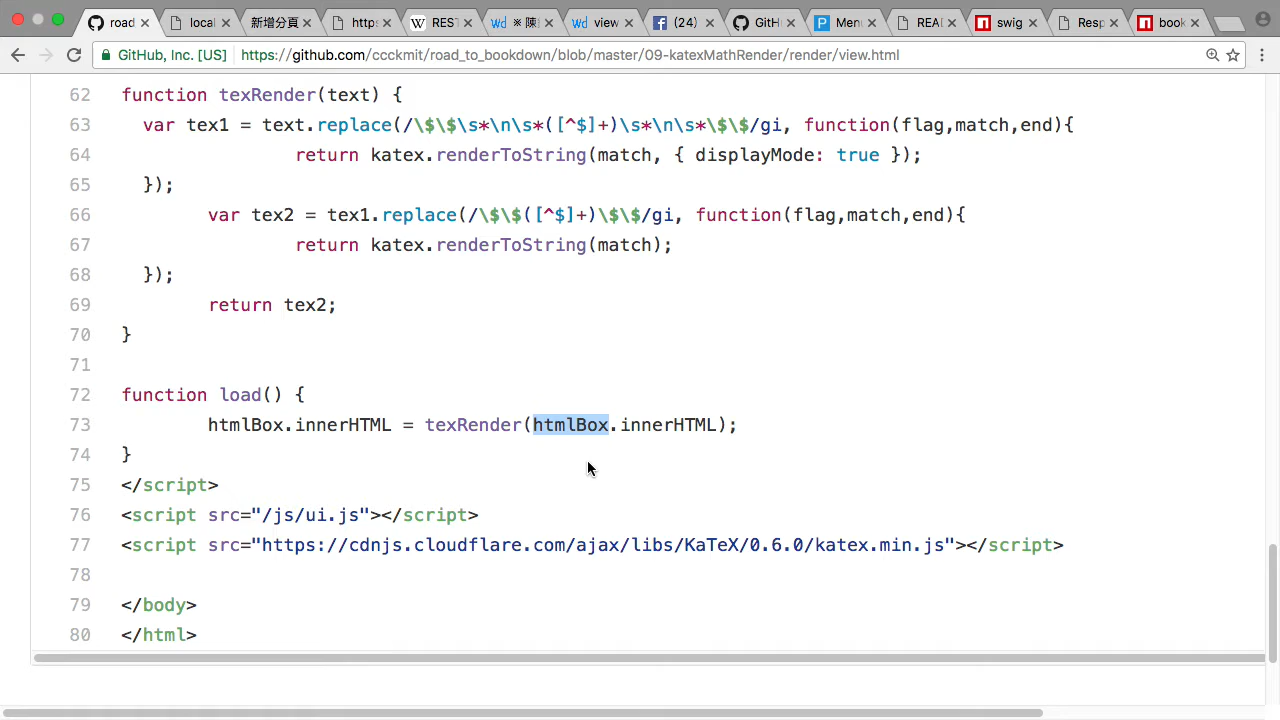 road
local
新增分頁
https
REST
Wd ※ 陳
Wd view
(24)
GitH
P Menu
REAL
swig
Resp
book
GitHub, Inc. [US] https://github.com/ccckmit/road_to_bookdown/blob/master/09-katexMathRender/render/view.html
62 function texRender(text) {
63 var tex1 = text.replace(/\$\$\s*\n\s*([^$]+)\s*\n\s*\$\$/gi, function(flag,match,end){
64 return katex.renderToString(match, { displayMode: true });
65 });
66 var tex2 = tex1.replace(/\$\$([^$]+)\$\$/gi, function(flag,match,end){
67 return katex.renderToString(match);
68 });
69 return tex2;
70 }
71
72 function load() {
73 htmlBox.innerHTML = texRender(htmlBox.innerHTML);
74 }
75 </script>
76 <script src="/js/ui.js"></script>
77 <script src="https://cdnjs.cloudflare.com/ajax/libs/KaTeX/0.6.0/katex.min.js"></script>
78
79 </body>
80 </html>